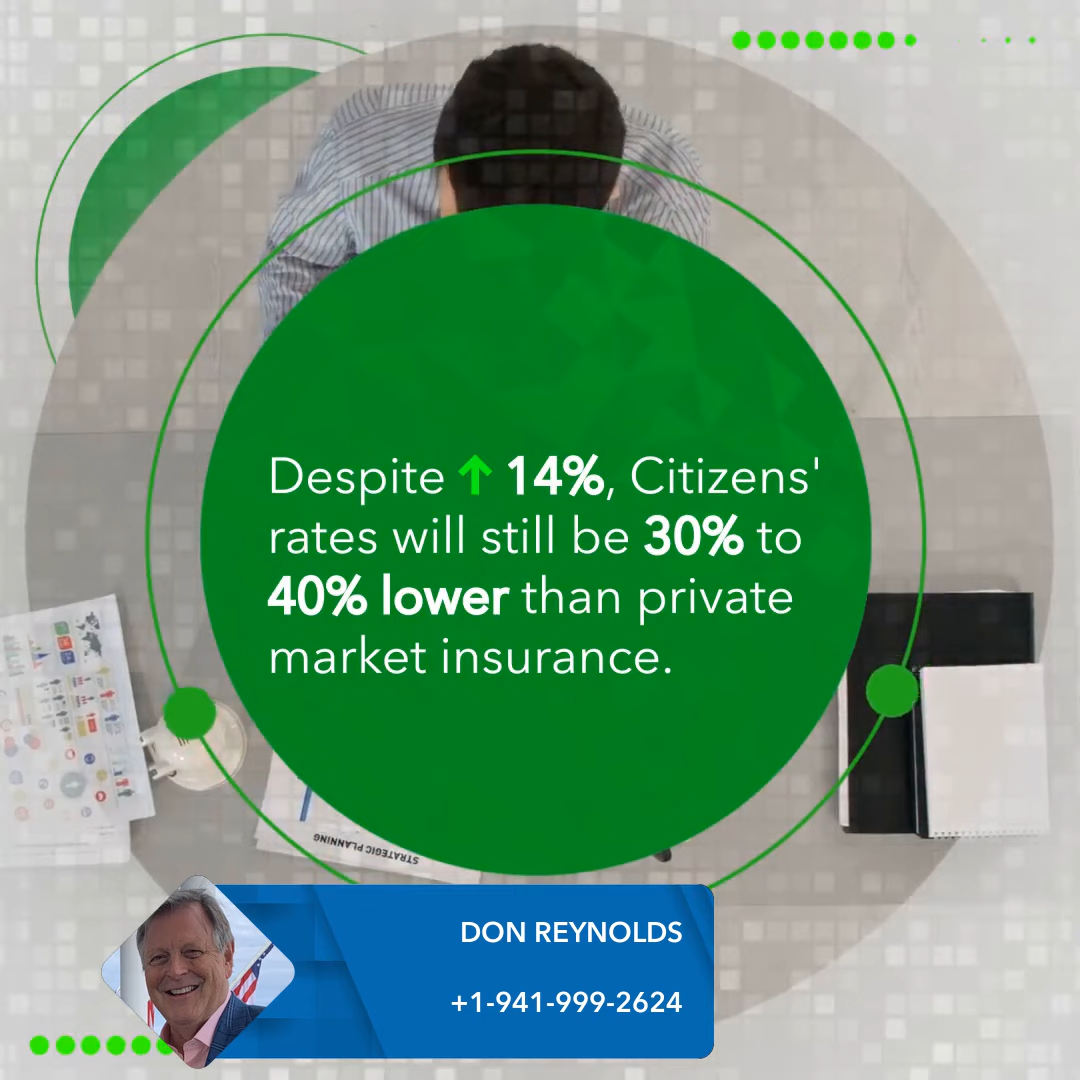 Despite ↑ 14%, Citizens'
rates will still be 30% to
40% lower than private
market insurance.
STRATEGIC PLANNING
DON REYNOLDS
+1-941-999-2624